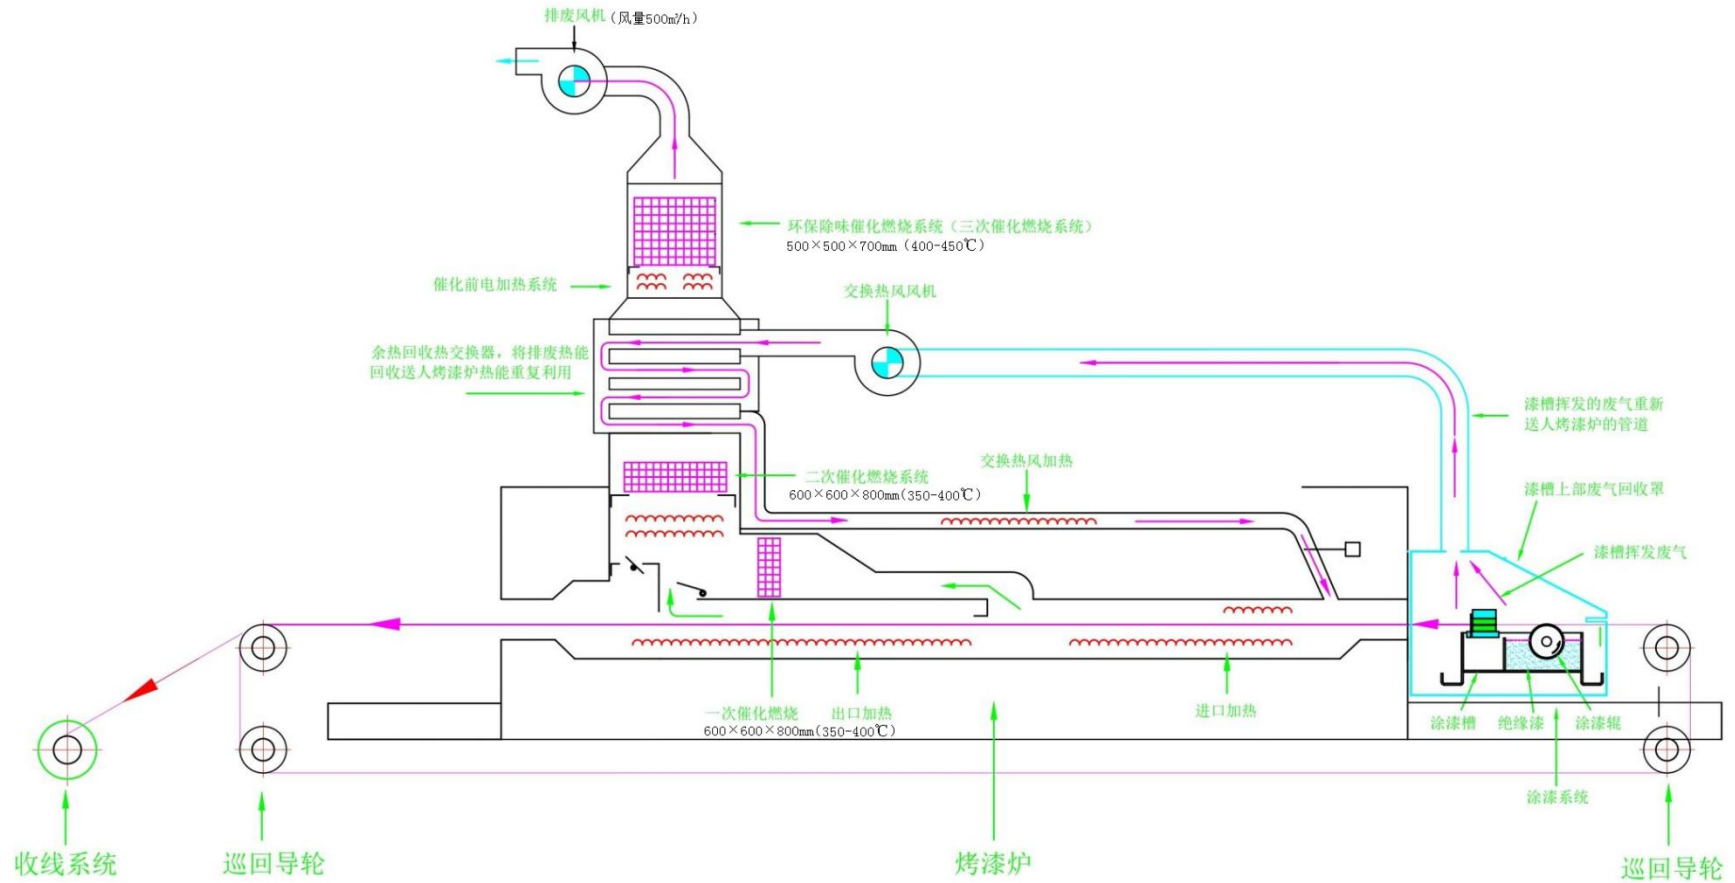 排废风机(风量500m³/h)
环保除味催化燃烧系统（三次催化燃烧系统）
500×500×700mm（400-450℃）
催化前电加热系统
交换热风风机
余热回收热交换器，将排废热能
回收送人烤漆炉热能重复利用
漆槽挥发的废气重新
送人烤漆炉的管道
二次催化燃烧系统
600×600×800mm(350-400℃)
交换热风加热
漆槽上部废气回收罩
漆槽挥发废气
一次催化燃烧
600×600×800mm(350-400℃)
出口加热
进口加热
涂漆槽
绝缘漆
涂漆辊
涂漆系统
收线系统
巡回导轮
烤漆炉
巡回导轮